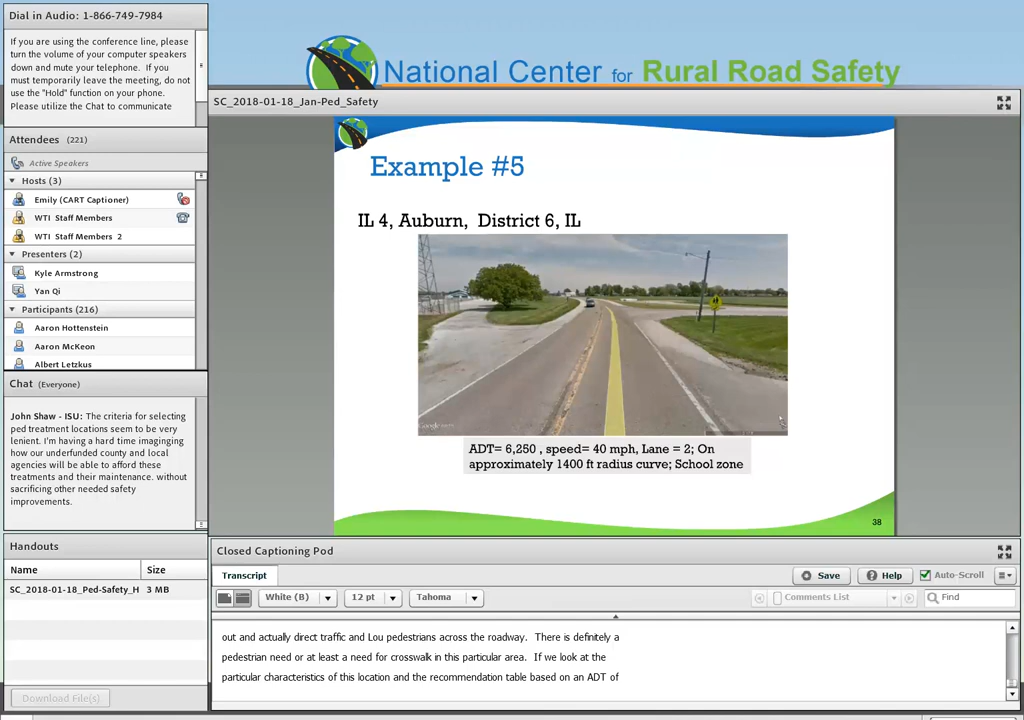 Dial in Audio: 1-866-749-7984
If you are using the conference line, please
turn the volume of your computer speakers
down and mute your telephone. If you
must temporarily leave the meeting, do not
use the "Hold" function on your phone.
Please utilize the Chat to communicate
National Center for Rural Road Safety
SC_2018-01-18_Jan-Ped_Safety
Attendees (221)
Active Speakers
Hosts (3)
Emily (CART Captioner)
WTI Staff Members
WTI Staff Members 2
Presenters (2)
Kyle Armstrong
Yan Qi
Participants (216)
Aaron Hottenstein
Aaron McKeon
Albert Letzkus
Example #5
IL 4, Auburn, District 6, IL
Google
ADT= 6,250 , speed= 40 mph, Lane = 2; On
approximately 1400 ft radius curve; School zone
38
Chat (Everyone)
John Shaw - ISU: The criteria for selecting
ped treatment locations seem to be very
lenient. I'm having a hard time imaginging
how our underfunded county and local
agencies will be able to afford these
treatments and their maintenance. without
sacrificing other needed safety
improvements.
Handouts
Name Size
SC_2018-01-18_Ped-Safety_H 3 MB
Download File(s)
Closed Captioning Pod
Transcript
Save
Help
Auto-Scroll
White (B)
12 pt
Tahoma
Comments List
Find
out and actually direct traffic and Lou pedestrians across the roadway. There is definitely a
pedestrian need or at least a need for crosswalk in this particular area. If we look at the
particular characteristics of this location and the recommendation table based on an ADT of